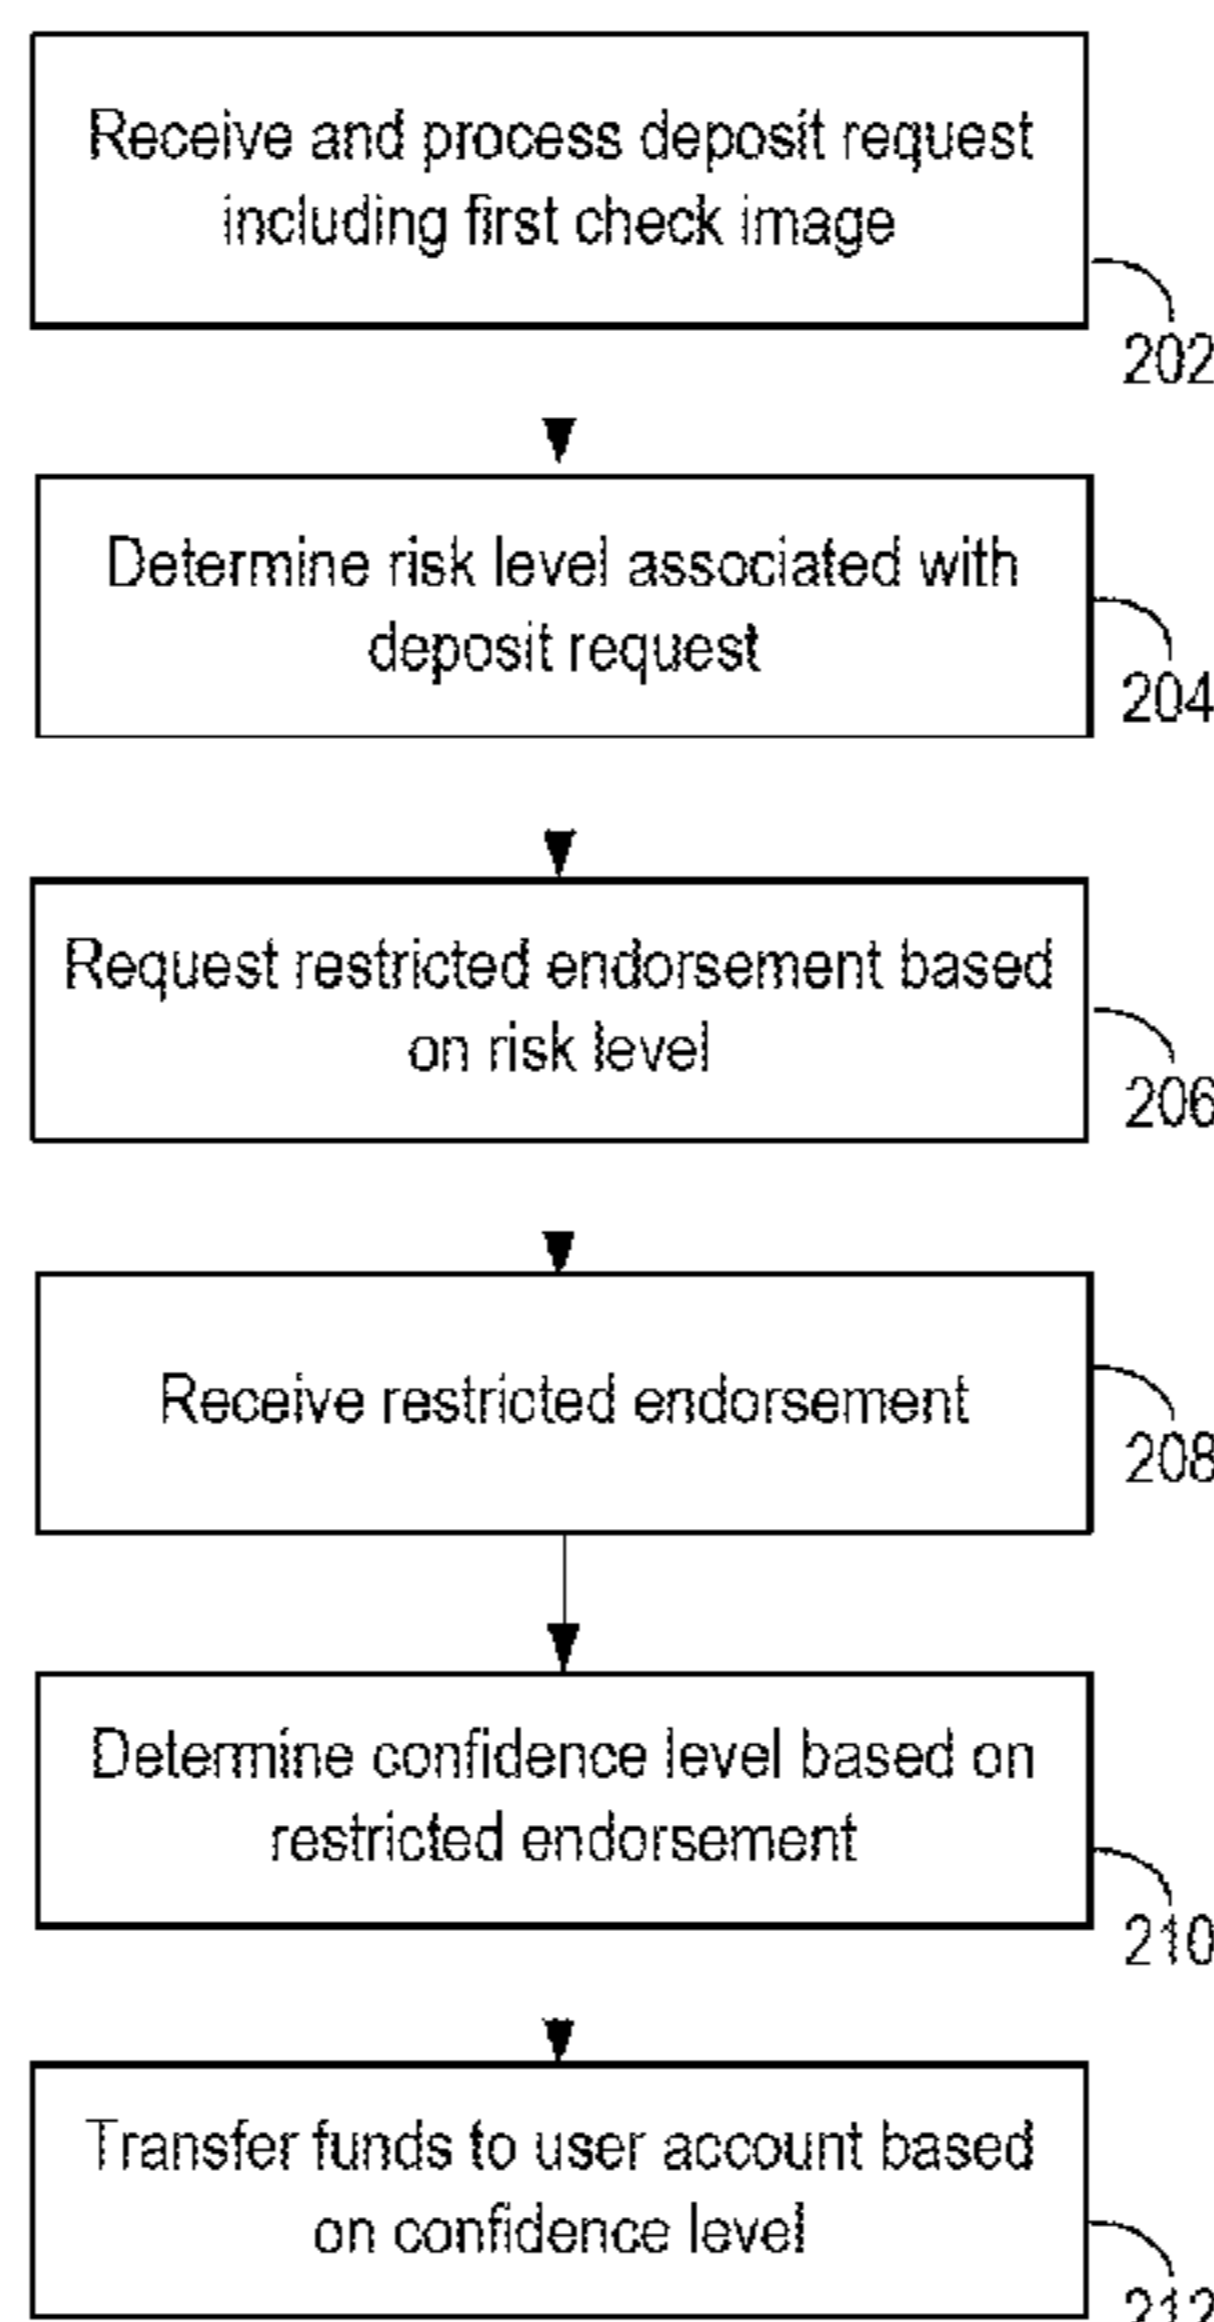 Receive and process deposit request
including first check image
202
Determine risk level associated with
deposit request
204
Request restricted endorsement based
on risk level
206
Receive restricted endorsement
208
Determine confidence level based on
restricted endorsement
210
Transfer funds to user account based
on confidence level
212